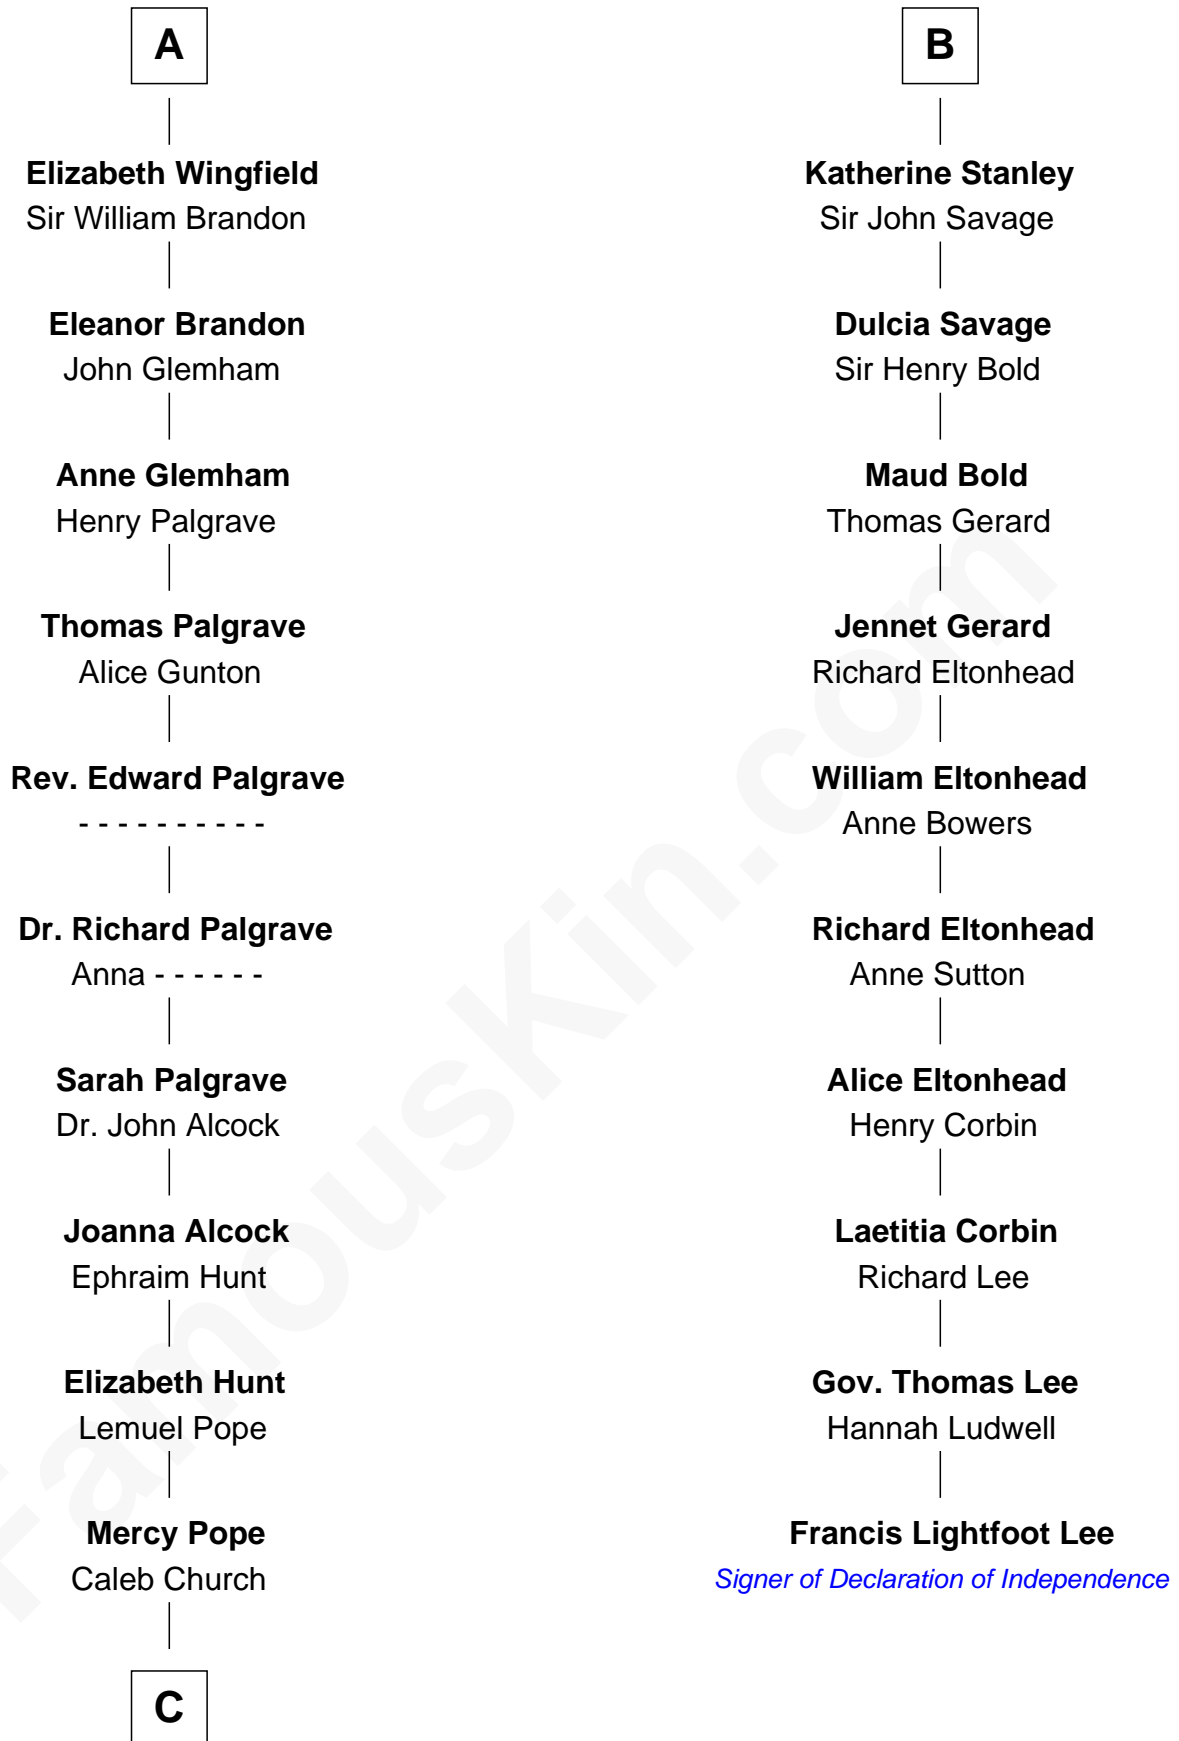 A
Elizabeth Wingfield
Sir William Brandon
Eleanor Brandon
John Glemham
Anne Glemham
Henry Palgrave
Thomas Palgrave
Alice Gunton
Rev. Edward Palgrave
- - - - - - - - - -
Dr. Richard Palgrave
Anna - - - - - -
Sarah Palgrave
Dr. John Alcock
Joanna Alcock
Ephraim Hunt
Elizabeth Hunt
Lemuel Pope
Mercy Pope
Caleb Church
C
B
Katherine Stanley
Sir John Savage
Dulcia Savage
Sir Henry Bold
Maud Bold
Thomas Gerard
Jennet Gerard
Richard Eltonhead
William Eltonhead
Anne Bowers
Richard Eltonhead
Anne Sutton
Alice Eltonhead
Henry Corbin
Laetitia Corbin
Richard Lee
Gov. Thomas Lee
Hannah Ludwell
Francis Lightfoot Lee
Signer of Declaration of Independence
FamousKin.com